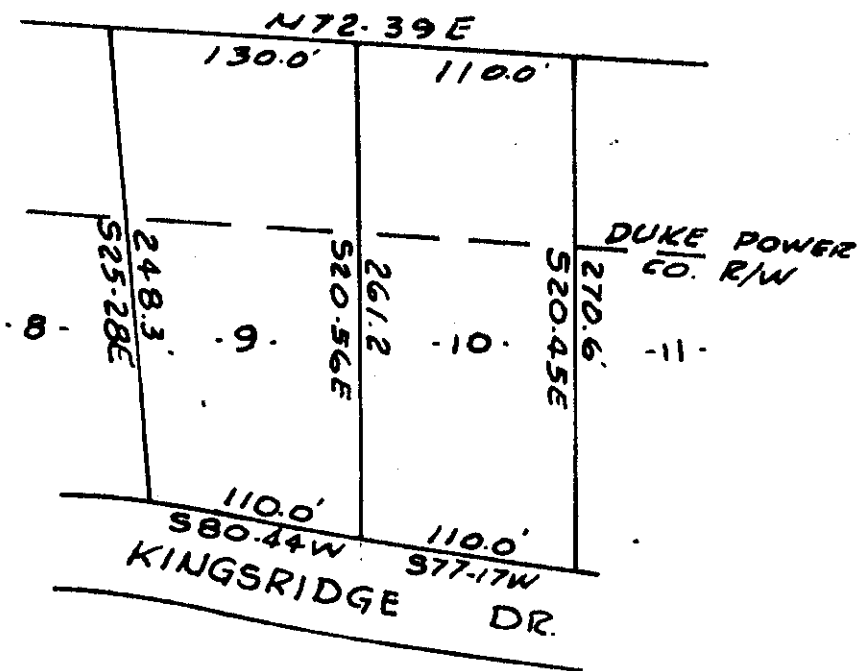 N72-39 E
130.0'
110.0'
DUKE POWER
CO. R/W
S25-28E
248.3'
S20-56E
261.2
S20-45E
270.6'
-8-
-9-
-10-
-11-
110.0'
S80-44W
110.0'
S77-17W
KINGSRIDGE DR.